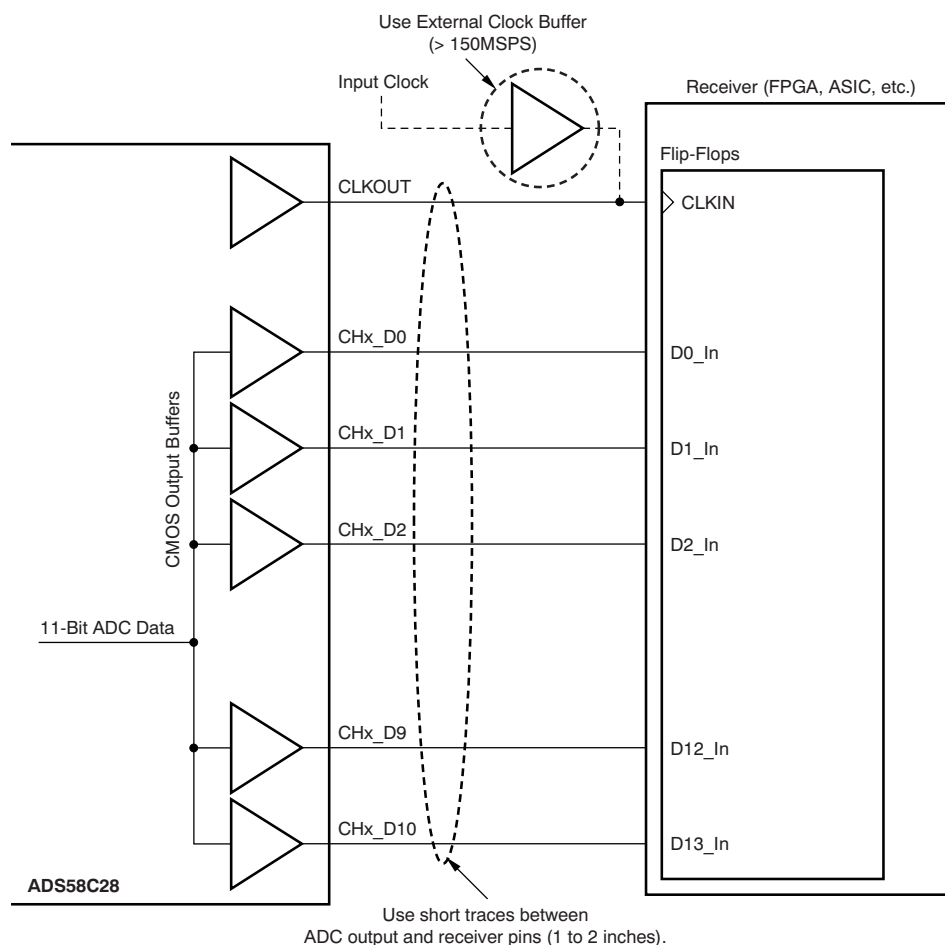 Use External Clock Buffer
(> 150MSPS)
Input Clock
Receiver (FPGA, ASIC, etc.)
Flip-Flops
CLKOUT
CLKIN
CHx_D0
D0_In
CHx_D1
D1_In
CMOS Output Buffers
CHx_D2
D2_In
11-Bit ADC Data
CHx_D9
D12_In
CHx_D10
D13_In
ADS58C28
Use short traces between
ADC output and receiver pins (1 to 2 inches).